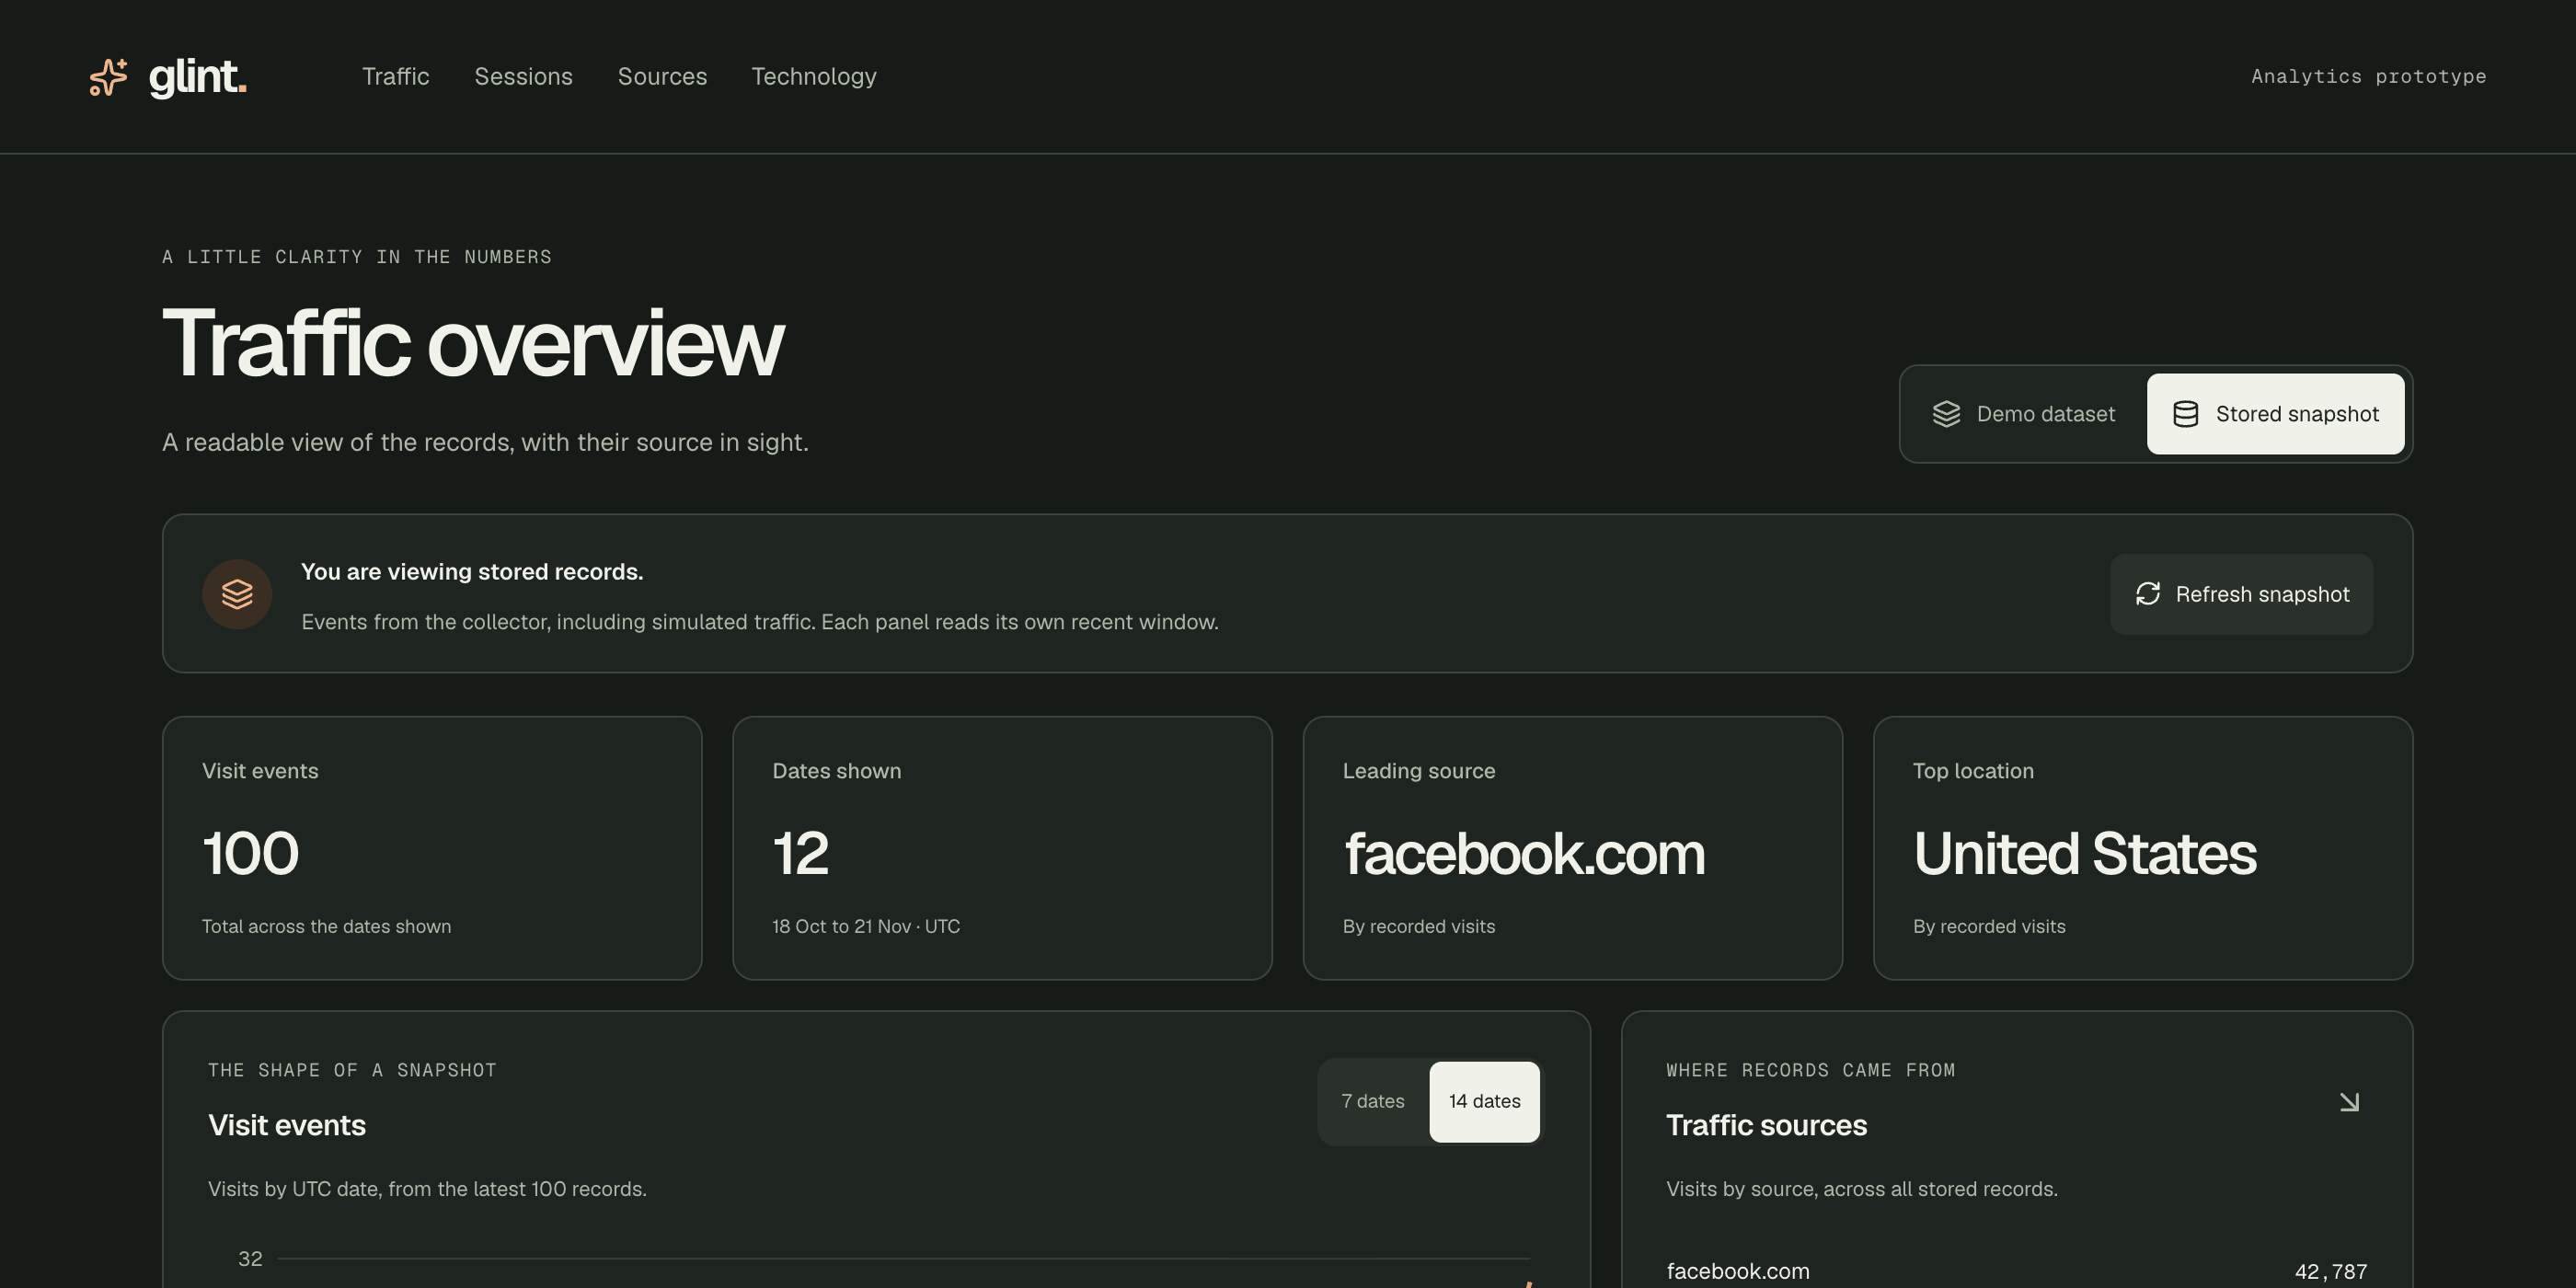 glint.
Traffic
Sessions
Sources
Technology
Analytics prototype
A LITTLE CLARITY IN THE NUMBERS
Traffic overview
A readable view of the records, with their source in sight.
Demo dataset
Stored snapshot
You are viewing stored records.
Events from the collector, including simulated traffic. Each panel reads its own recent window.
Refresh snapshot
Visit events
100
Total across the dates shown
Dates shown
12
18 Oct to 21 Nov · UTC
Leading source
facebook.com
By recorded visits
Top location
United States
By recorded visits
THE SHAPE OF A SNAPSHOT
Visit events
Visits by UTC date, from the latest 100 records.
7 dates
14 dates
32
WHERE RECORDS CAME FROM
Traffic sources
Visits by source, across all stored records.
facebook.com
42,787